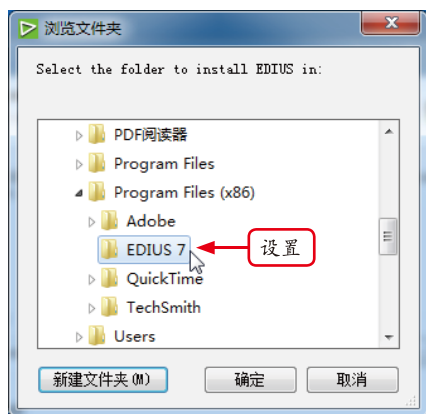 浏览文件夹
Select the folder to install EDIUS in:
PDF阅读器
Program Files
Program Files (x86)
Adobe
EDIUS 7
设置
QuickTime
TechSmith
Users
新建文件夹(M) 确定 取消